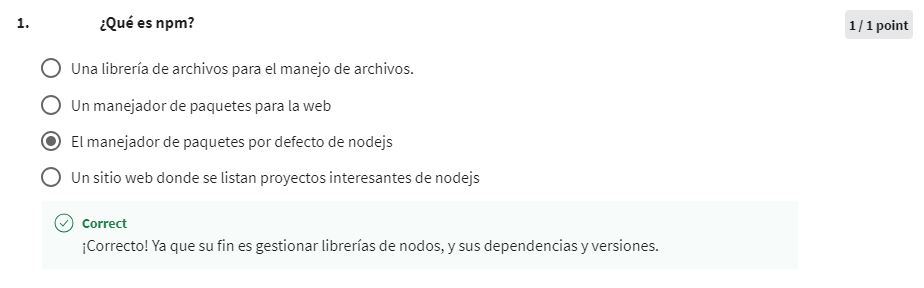 1. ¿Qué es npm? 1 / 1 point
Una librería de archivos para el manejo de archivos.
Un manejador de paquetes para la web
El manejador de paquetes por defecto de nodejs
Un sitio web donde se listan proyectos interesantes de nodejs
Correct
¡Correcto! Ya que su fin es gestionar librerías de nodos, y sus dependencias y versiones.